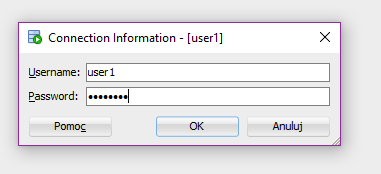 Connection Information - [user1]
Username: user1
Password: ••••••••
Pomoc OK Anuluj